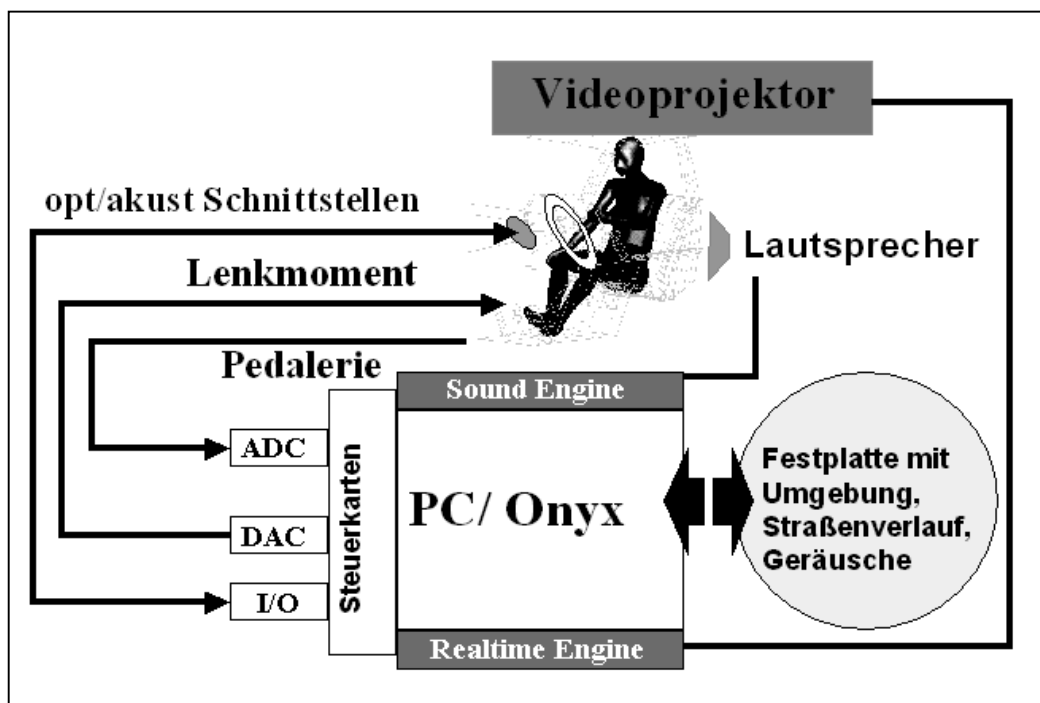 Videoprojektor
opt/akust Schnittstellen
Lautsprecher
Lenkmoment
Pedalerie
Sound Engine
ADC
DAC
I/O
Steuerkarten
PC/ Onyx
Festplatte mit
Umgebung,
Straßenverlauf,
Geräusche
Realtime Engine